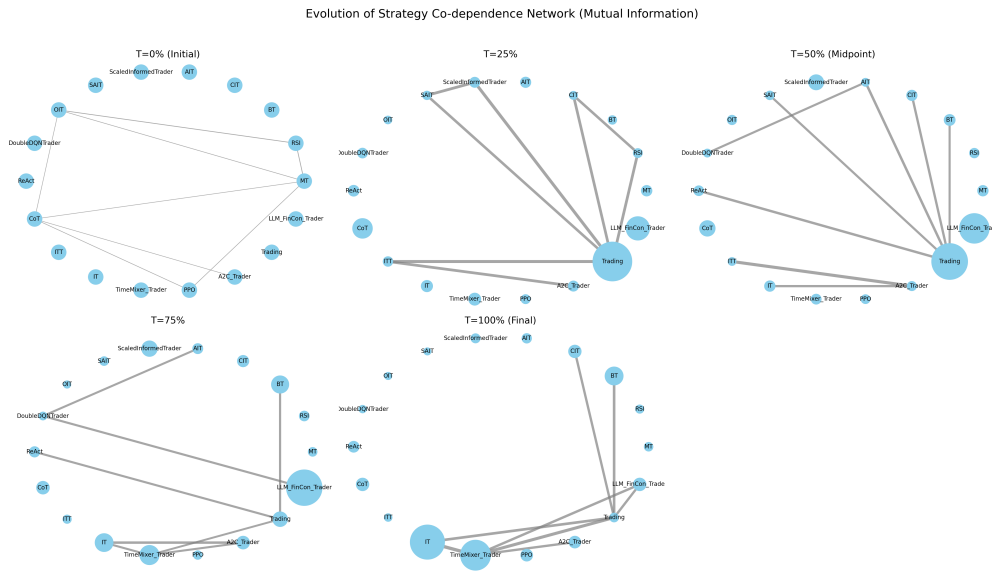 Evolution of Strategy Co-dependence Network (Mutual Information)
T=0% (Initial)
ScaledInformedTrader
AIT
SAIT
CIT
OIT
BT
DoubleDQNTrader
RSI
ReAct
MT
CoT
LLM_FinCon_Trader
ITT
Trading
IT
A2C_Trader
TimeMixer_Trader
PPO
T=25%
ScaledInformedTrader
AIT
SAIT
CIT
OIT
BT
DoubleDQNTrader
RSI
ReAct
MT
CoT
LLM_FinCon_Trader
ITT
Trading
IT
A2C_Trader
TimeMixer_Trader
PPO
T=50% (Midpoint)
ScaledInformedTrader
AIT
SAIT
CIT
OIT
BT
DoubleDQNTrader
RSI
ReAct
MT
CoT
LLM_FinCon_Tra
ITT
Trading
IT
A2C_Trader
TimeMixer_Trader
PPO
T=75%
ScaledInformedTrader
AIT
SAIT
CIT
OIT
BT
DoubleDQNTrader
RSI
ReAct
MT
CoT
LLM_FinCon_Trader
ITT
Trading
IT
A2C_Trader
TimeMixer_Trader
PPO
T=100% (Final)
ScaledInformedTrader
AIT
SAIT
CIT
OIT
BT
DoubleDQNTrader
RSI
ReAct
MT
CoT
LLM_FinCon_Trade
ITT
Trading
IT
A2C_Trader
TimeMixer_Trader
PPO